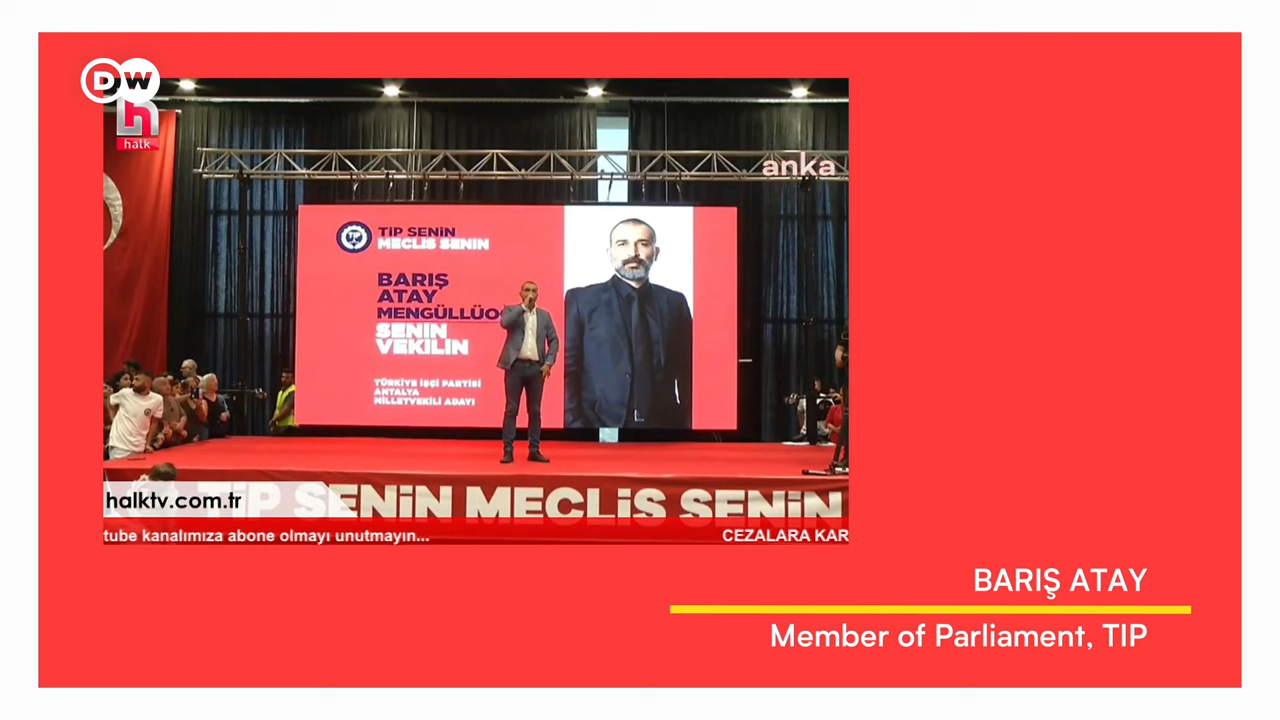 DW
h
halk
anka
TİP SENİN
MECLİS SENİN
BARIŞ
ATAY
MENGÜLLÜO
SENİN
VEKİLİN
TÜRKİYE İŞÇİ PARTİSİ
ANTALYA
MİLLETVEKİLİ ADAYI
TİP SENİN MECLİS SENİN
halktv.com.tr
tube kanalımıza abone olmayı unutmayın... CEZALARA KAR
BARIŞ ATAY
Member of Parliament, TIP